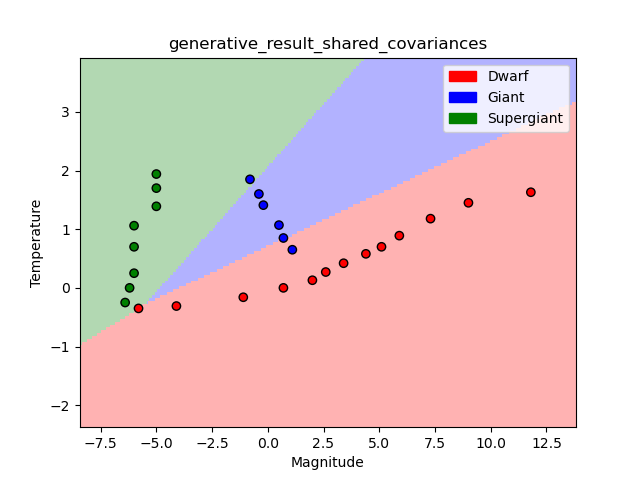 generative_result_shared_covariances
Dwarf
Giant
Supergiant
3
2
1
0
−1
−2
Temperature
−7.5
−5.0
−2.5
0.0
2.5
5.0
7.5
10.0
12.5
Magnitude